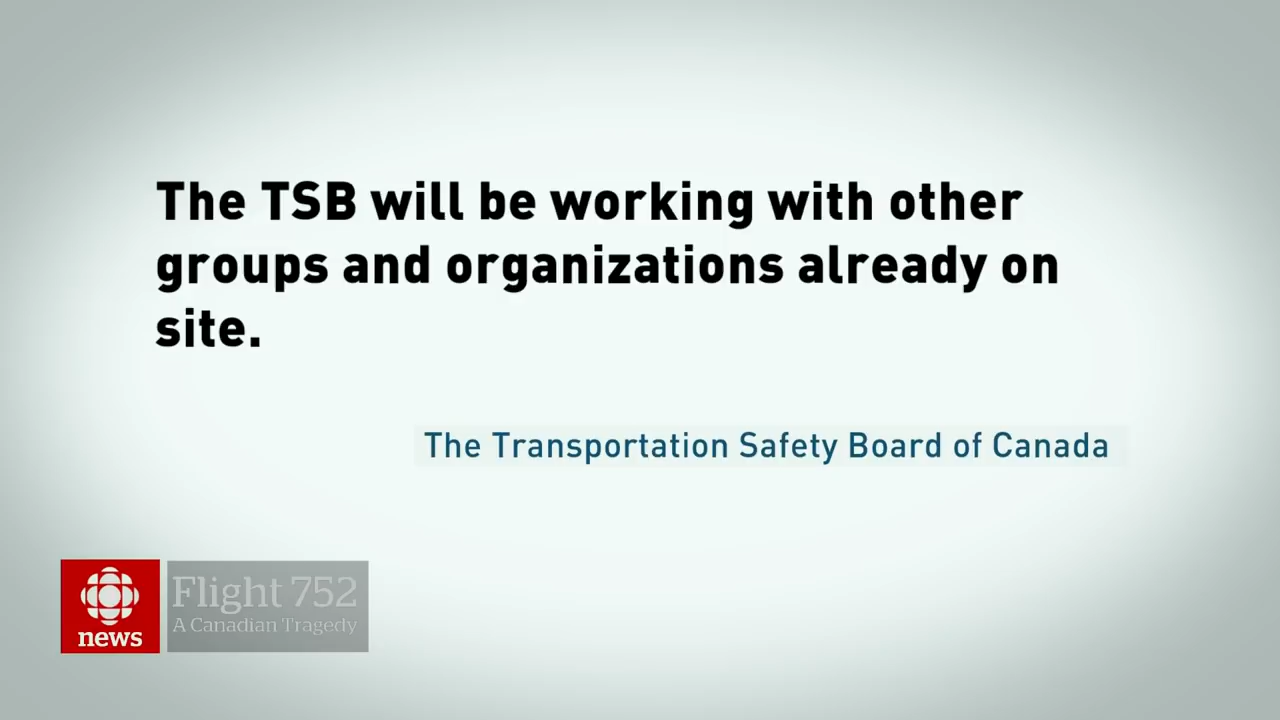 The TSB will be working with other
groups and organizations already on
site.
The Transportation Safety Board of Canada
news
Flight 752
A Canadian Tragedy